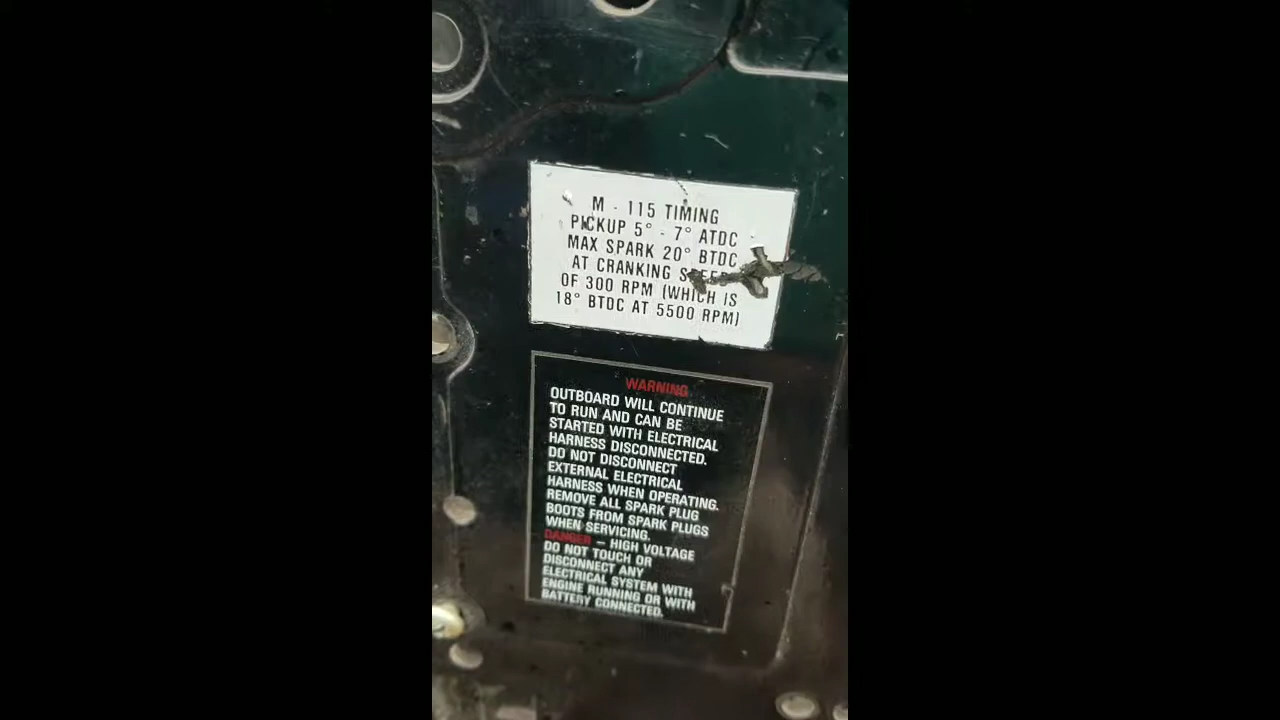 M - 115 TIMING
PICKUP 5° - 7° ATDC
MAX SPARK 20° BTDC
AT CRANKING SPEED
OF 300 RPM (WHICH IS
18° BTDC AT 5500 RPM)
WARNING
OUTBOARD WILL CONTINUE
TO RUN AND CAN BE
STARTED WITH ELECTRICAL
HARNESS DISCONNECTED.
DO NOT DISCONNECT
EXTERNAL ELECTRICAL
HARNESS WHEN OPERATING.
REMOVE ALL SPARK PLUG
BOOTS FROM SPARK PLUGS
WHEN SERVICING.
DANGER – HIGH VOLTAGE
DO NOT TOUCH OR
DISCONNECT ANY
ELECTRICAL SYSTEM WITH
ENGINE RUNNING OR WITH
BATTERY CONNECTED.